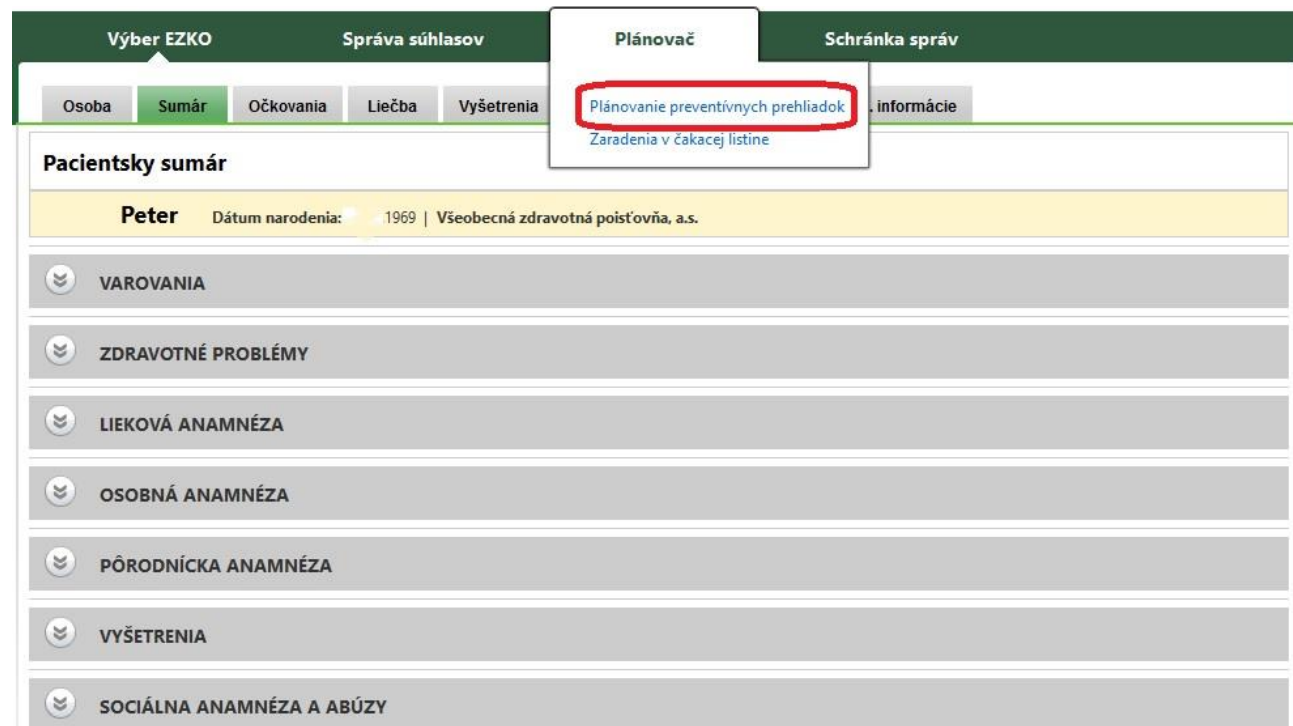 Výber EZKO Správa súhlasov Plánovač Schránka správ
Osoba Sumár Očkovania Liečba Vyšetrenia . informácie
Plánovanie preventívnych prehliadok
Zaradenia v čakacej listine
Pacientsky sumár
Peter Dátum narodenia: 1969 | Všeobecná zdravotná poisťovňa, a.s.
VAROVANIA
ZDRAVOTNÉ PROBLÉMY
LIEKOVÁ ANAMNÉZA
OSOBNÁ ANAMNÉZA
PÔRODNÍCKA ANAMNÉZA
VYŠETRENIA
SOCIÁLNA ANAMNÉZA A ABÚZY